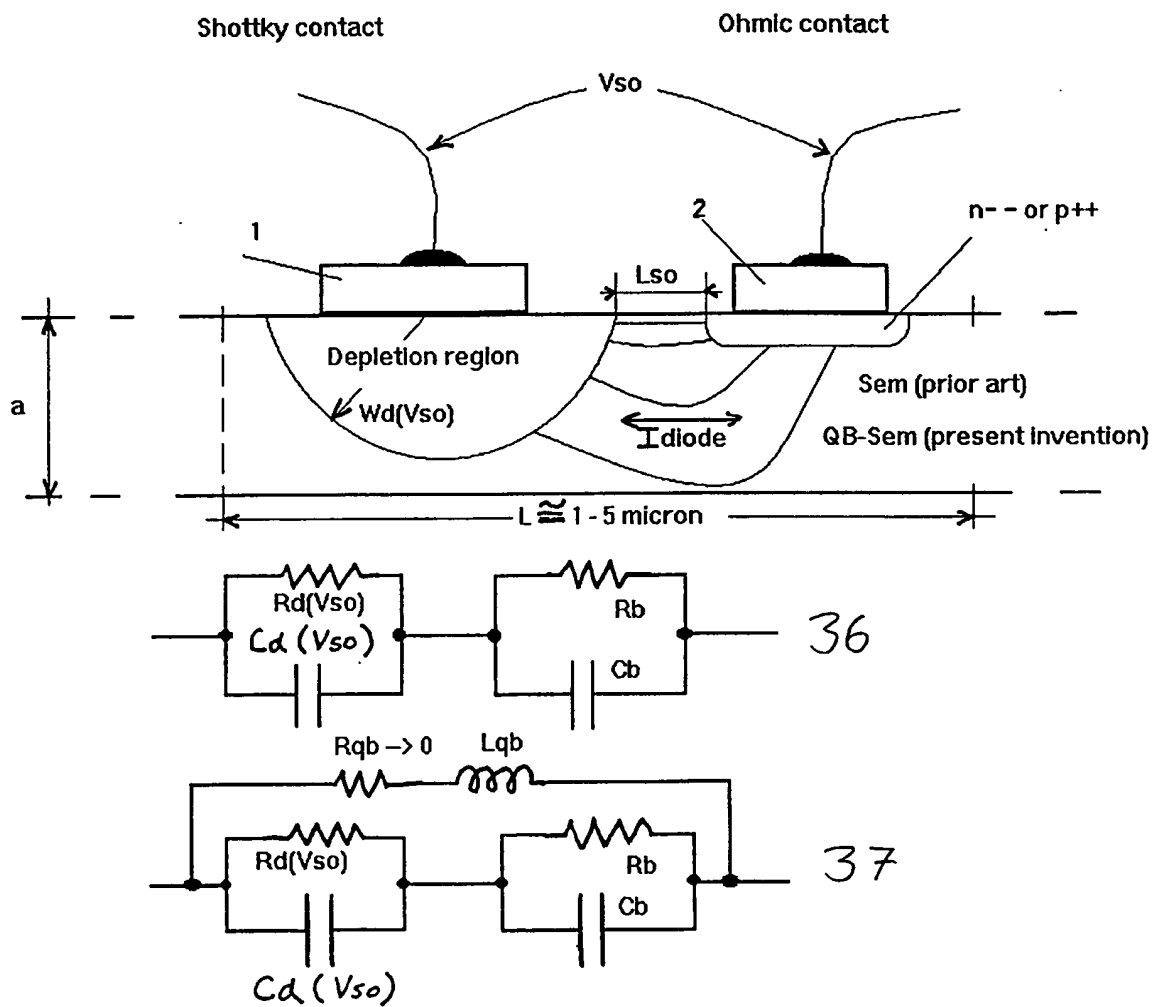 Shottky contact
Ohmic contact
Vso
1
2
n-- or p++
Lso
Depletion region
a
Wd(Vso)
Sem (prior art)
I diode
QB-Sem (present invention)
L ≅ 1 - 5 micron
Rd(Vso)
Rb
Cd (Vso)
36
Cb
Rqb -> 0
Lqb
Rd(Vso)
Rb
37
Cb
Cd (Vso)